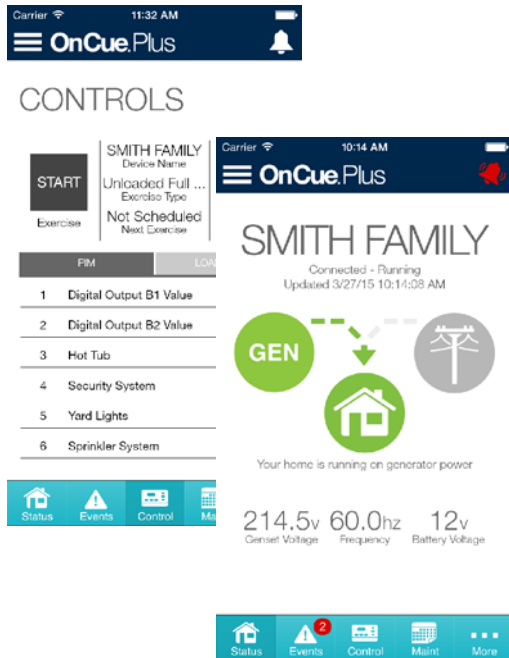 Carrier 11:32 AM
OnCue.Plus
CONTROLS
START
Exercise
SMITH FAMILY
Device Name
Unloaded Full ...
Exercise Type
Not Scheduled
Next Exercise
PIM LOA
1 Digital Output B1 Value
2 Digital Output B2 Value
3 Hot Tub
4 Security System
5 Yard Lights
6 Sprinkler System
Status Events Control Ma
Carrier 10:14 AM
OnCue.Plus
SMITH FAMILY
Connected - Running
Updated 3/27/15 10:14:08 AM
GEN
Your home is running on generator power
214.5v 60.0hz 12v
Genset Voltage Frequency Battery Voltage
2
Status Events Control Maint More